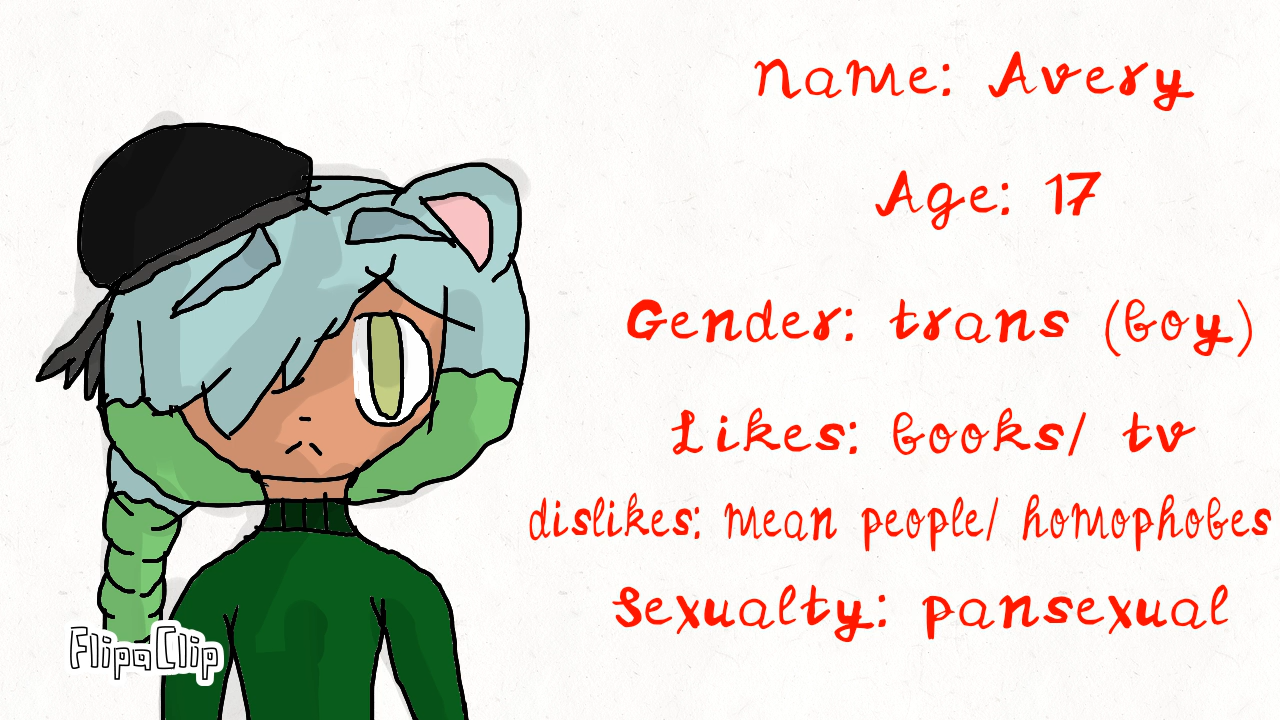 Name: Avery
Age: 17
Gender: trans (boy)
Likes: books/ tv
dislikes: mean people/ homophobes
Sexualty: pansexual
FlipaClip